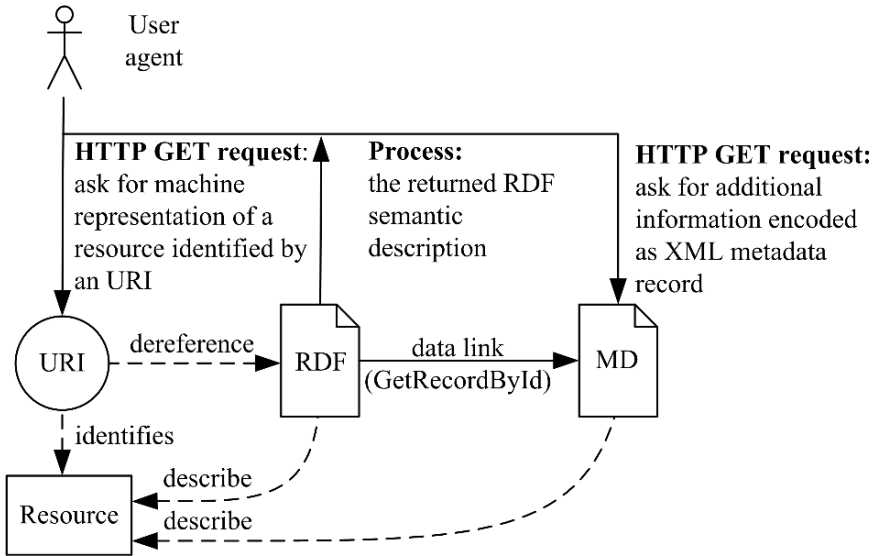 User
agent
HTTP GET request:
ask for machine
representation of a
resource identified by
an URI
Process:
the returned RDF
semantic
description
HTTP GET request:
ask for additional
information encoded
as XML metadata
record
URI
dereference
RDF
data link
(GetRecordById)
MD
identifies
Resource
describe
describe